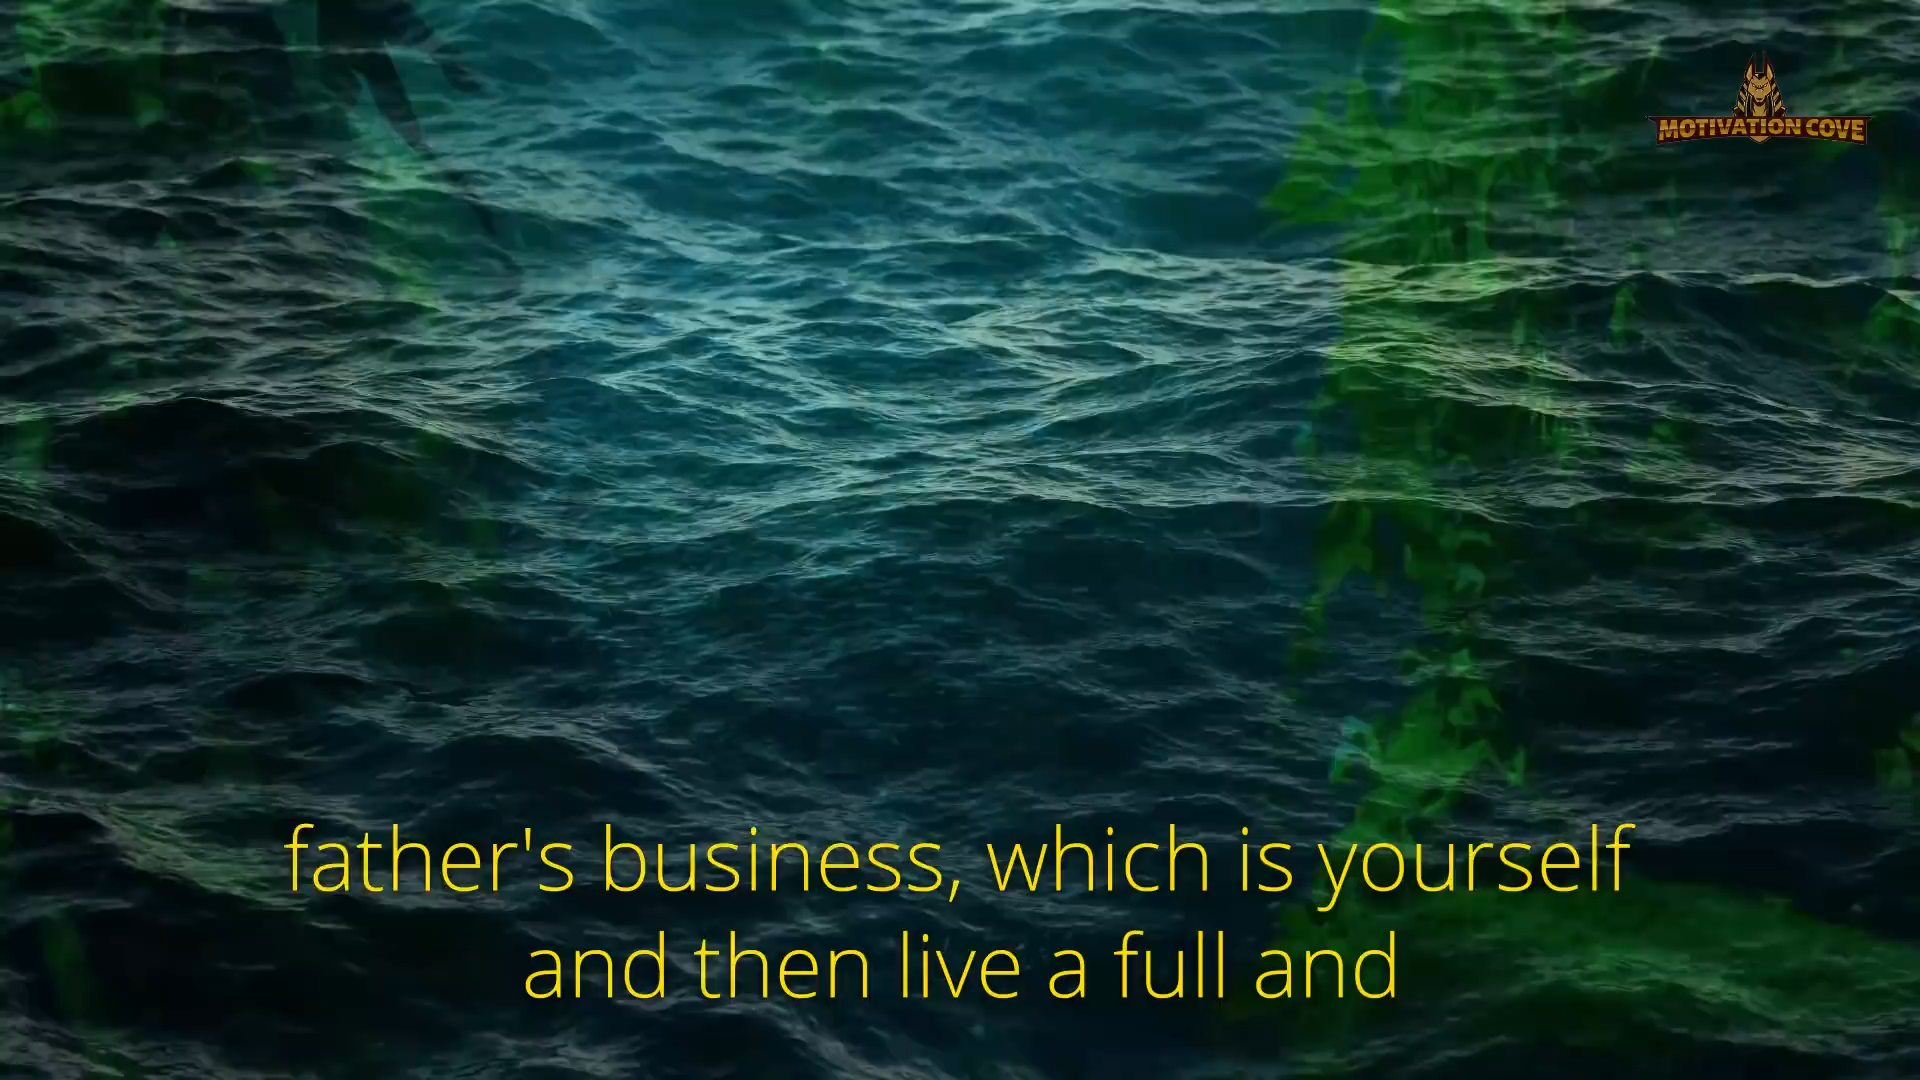 MOTIVATION COVE
father's business, which is yourself
and then live a full and